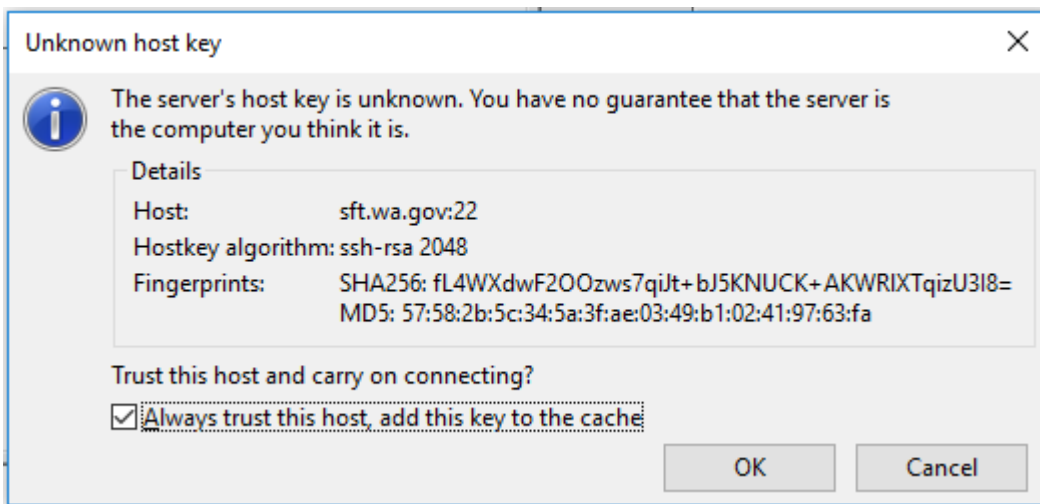 Unknown host key
The server's host key is unknown. You have no guarantee that the server is
the computer you think it is.
Details
Host: sft.wa.gov:22
Hostkey algorithm: ssh-rsa 2048
Fingerprints: SHA256: fL4WXdwF2OOzws7qiJt+bJ5KNUCK+AKWRIXTqizU3I8=
MD5: 57:58:2b:5c:34:5a:3f:ae:03:49:b1:02:41:97:63:fa
Trust this host and carry on connecting?
Always trust this host, add this key to the cache
OK Cancel